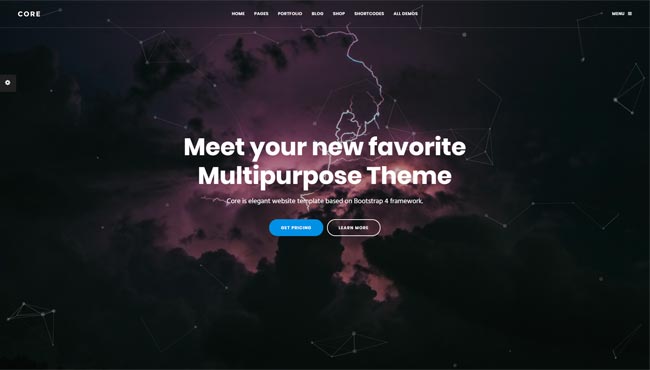 CORE
HOME PAGES PORTFOLIO BLOG SHOP SHORTCODES ALL DEMOS
MENU
Meet your new favorite
Multipurpose Theme
Core is elegant website template based on Bootstrap 4 framework.
GET PRICING
LEARN MORE